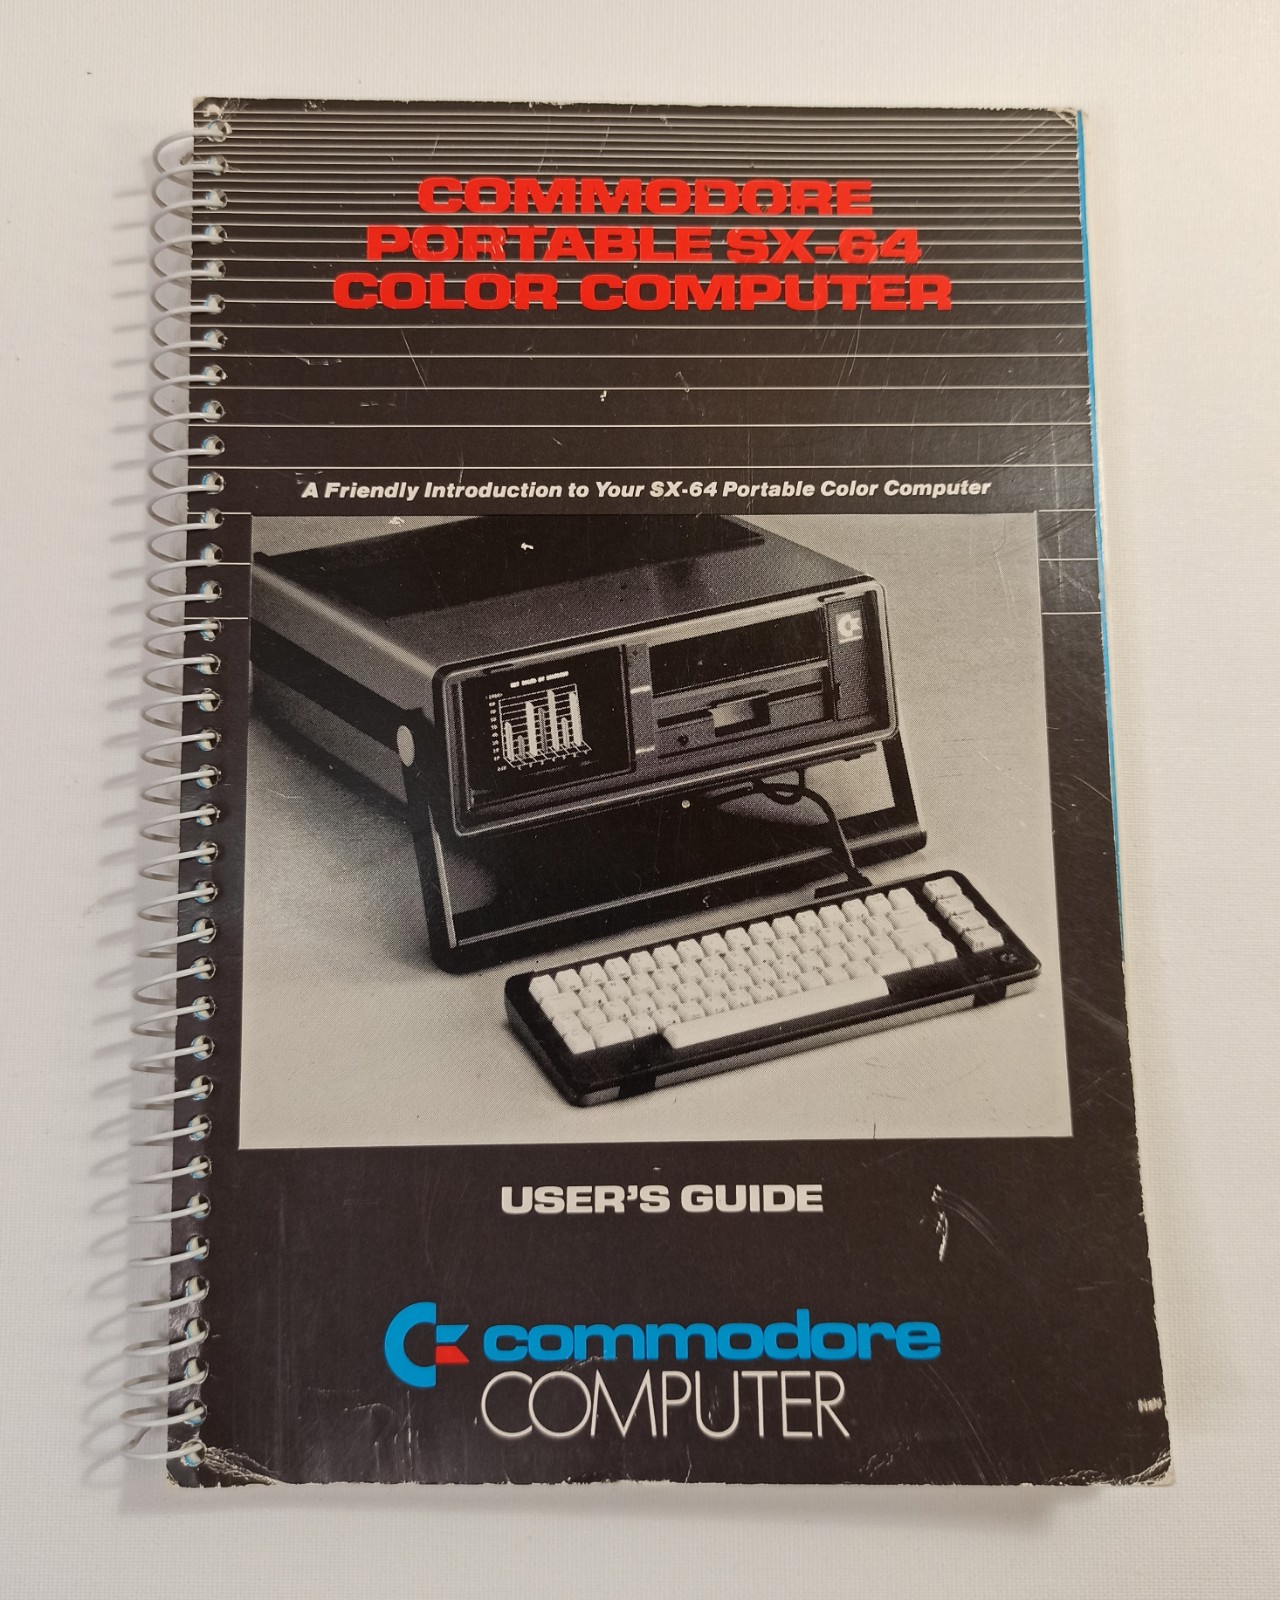 COMMODORE
PORTABLE SX-64
COLOR COMPUTER
A Friendly Introduction to Your SX-64 Portable Color Computer
USER'S GUIDE
commodore
COMPUTER